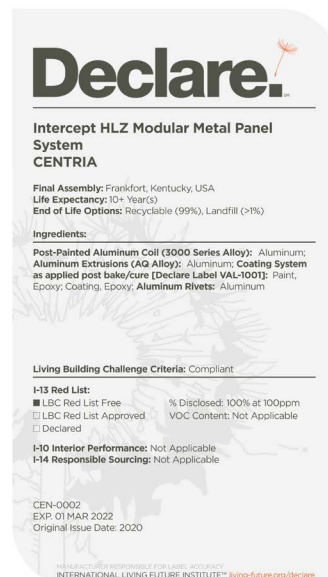 Declare.
SM
Intercept HLZ Modular Metal Panel
System
CENTRIA
Final Assembly: Frankfort, Kentucky, USA
Life Expectancy: 10+ Year(s)
End of Life Options: Recyclable (99%), Landfill (>1%)
Ingredients:
Post-Painted Aluminum Coil (3000 Series Alloy): Aluminum;
Aluminum Extrusions (AQ Alloy): Aluminum; Coating System
as applied post bake/cure [Declare Label VAL-1001]: Paint,
Epoxy; Coating, Epoxy; Aluminum Rivets: Aluminum
Living Building Challenge Criteria: Compliant
I-13 Red List:
■ LBC Red List Free % Disclosed: 100% at 100ppm
□ LBC Red List Approved VOC Content: Not Applicable
□ Declared
I-10 Interior Performance: Not Applicable
I-14 Responsible Sourcing: Not Applicable
CEN-0002
EXP. 01 MAR 2022
Original Issue Date: 2020
MANUFACTURER RESPONSIBLE FOR LABEL ACCURACY
INTERNATIONAL LIVING FUTURE INSTITUTE™ living-future.org/declare